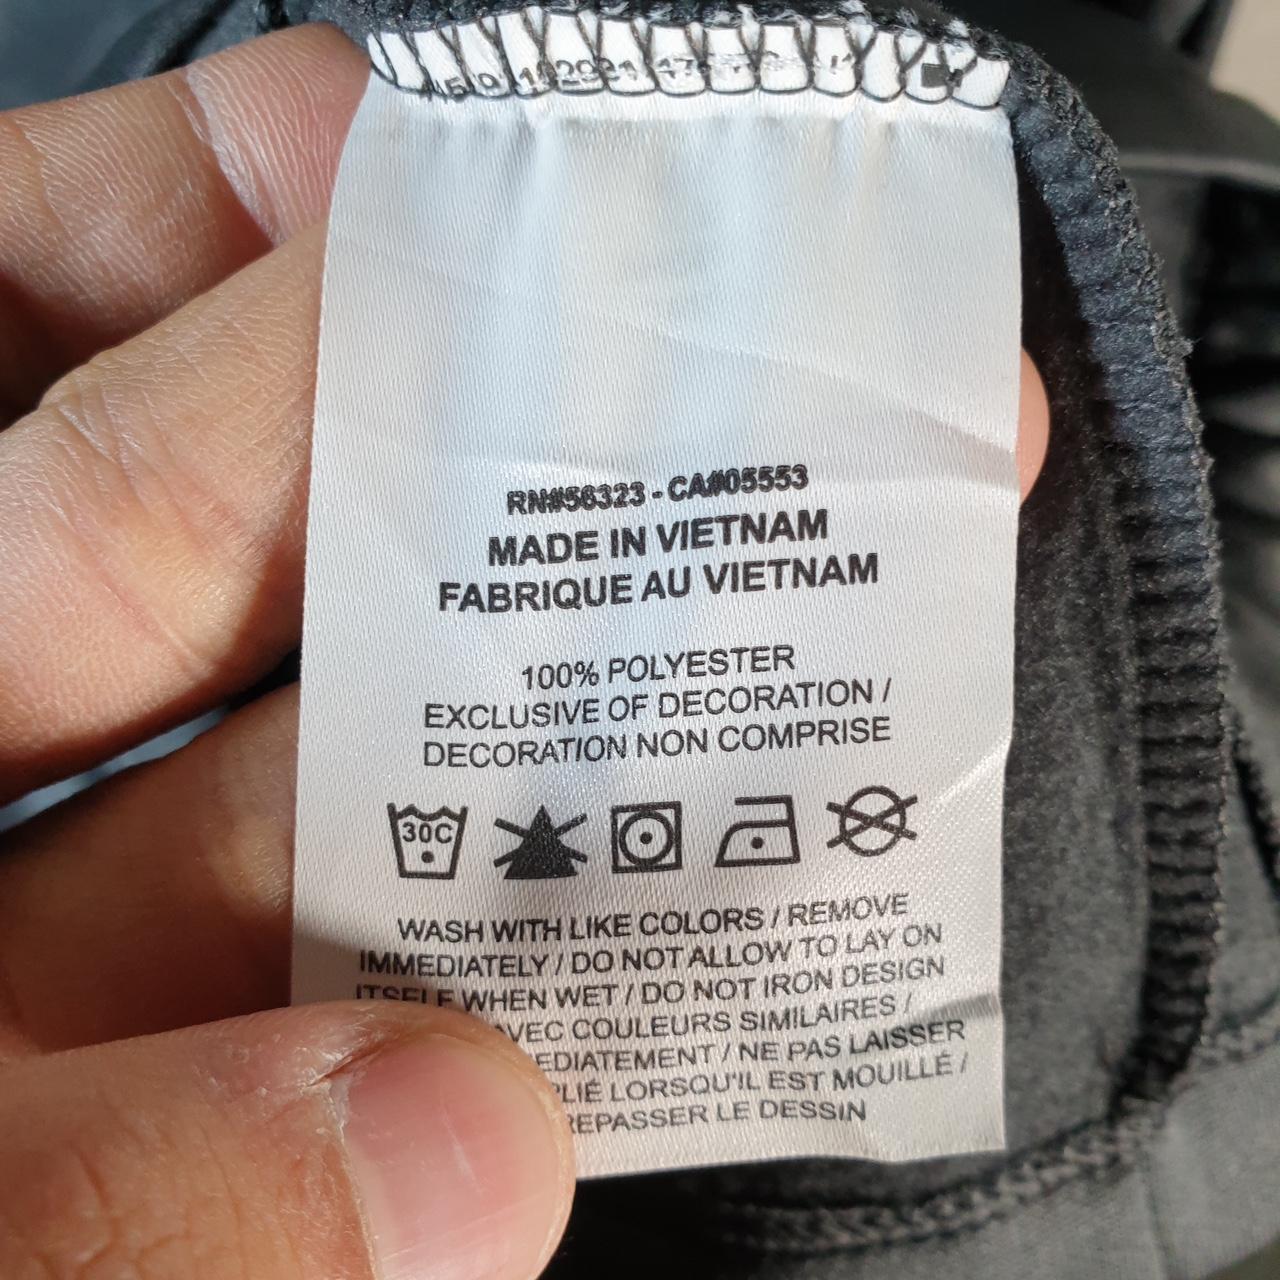 RN#56323 - CA#05553
MADE IN VIETNAM
FABRIQUE AU VIETNAM
100% POLYESTER
EXCLUSIVE OF DECORATION /
DECORATION NON COMPRISE
30C
WASH WITH LIKE COLORS / REMOVE
IMMEDIATELY / DO NOT ALLOW TO LAY ON
ITSELF WHEN WET / DO NOT IRON DESIGN
AVEC COULEURS SIMILAIRES /
/ NE PAS LAISSER
LORSQU'IL EST MOUILLÉ /
REPASSER LE DESSIN